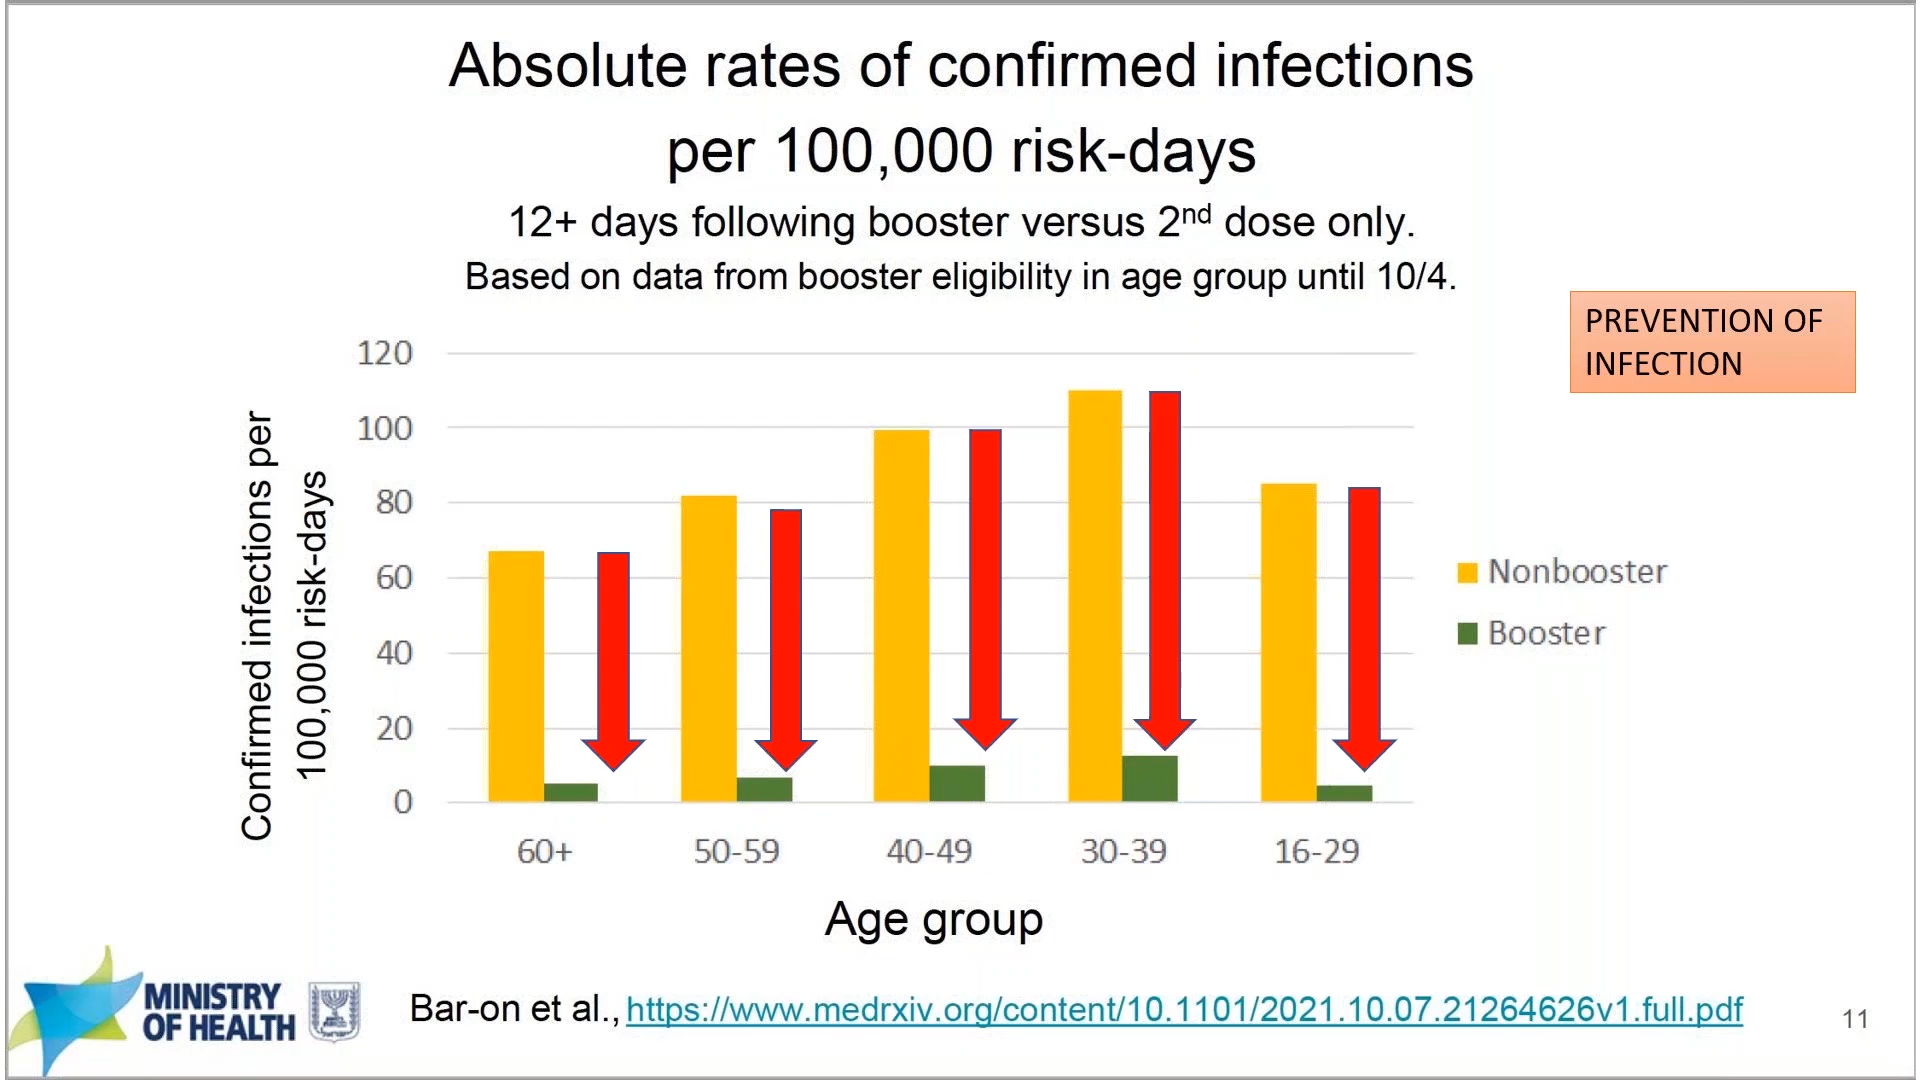 Absolute rates of confirmed infections
per 100,000 risk-days
12+ days following booster versus 2nd dose only.
Based on data from booster eligibility in age group until 10/4.
PREVENTION OF
INFECTION
Confirmed infections per
100,000 risk-days
120
100
80
60
40
20
0
60+
50-59
40-49
30-39
16-29
Age group
Nonbooster
Booster
MINISTRY
OF HEALTH
Bar-on et al., https://www.medrxiv.org/content/10.1101/2021.10.07.21264626v1.full.pdf
11